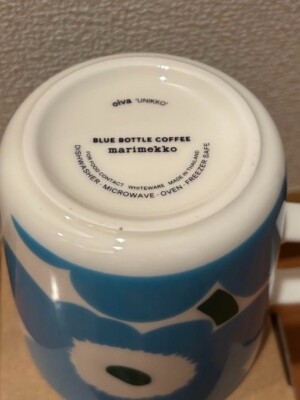 oiva 'UNIKKO'
BLUE BOTTLE COFFEE
marimekko
FOR FOOD CONTACT WHITEWARE MADE IN THAILAND
DISHWASHER - MICROWAVE - OVEN - FREEZER SAFE